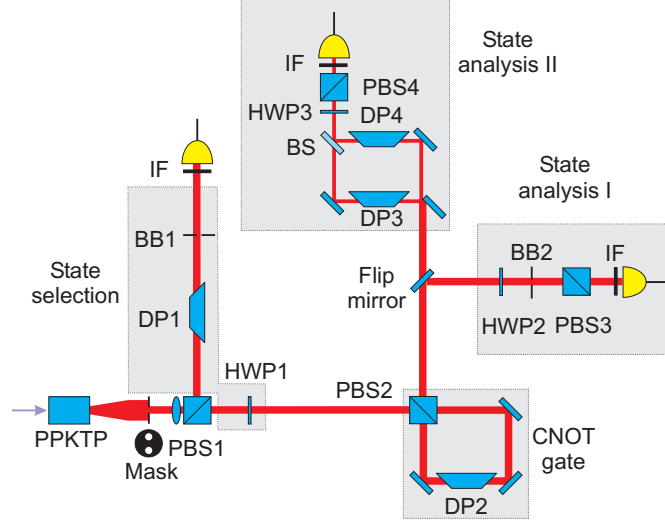 State
analysis II
IF
PBS4
HWP3
DP4
BS
DP3
IF
State
analysis I
BB1
BB2
IF
State
selection
Flip
mirror
HWP2
PBS3
DP1
HWP1
PBS2
PPKTP
PBS1
Mask
CNOT
gate
DP2